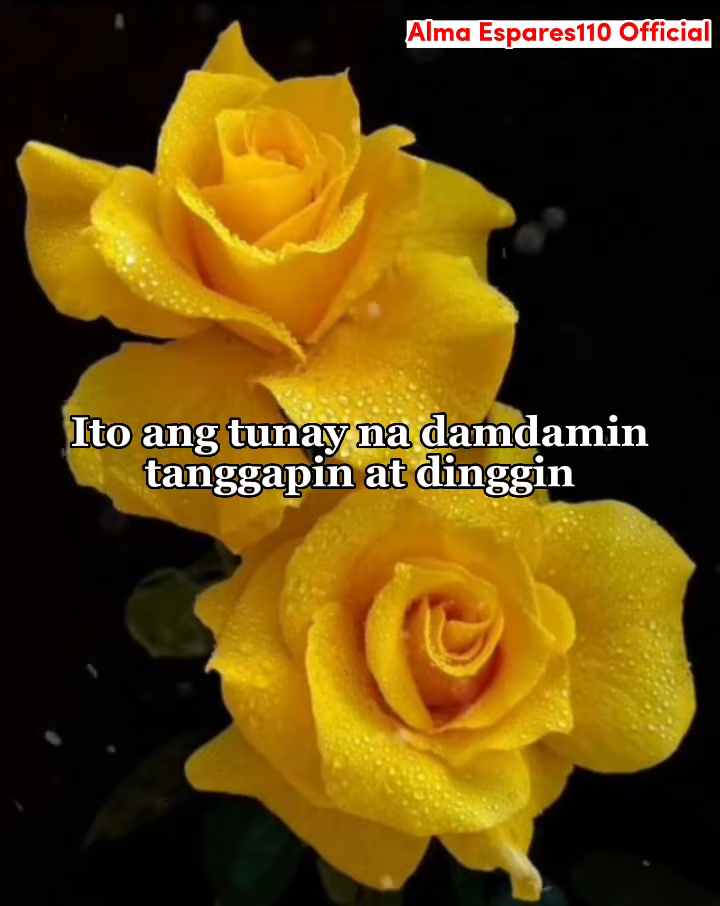 Alma Espares110 Official
Ito ang tunay na damdamin
tanggapin at dinggin